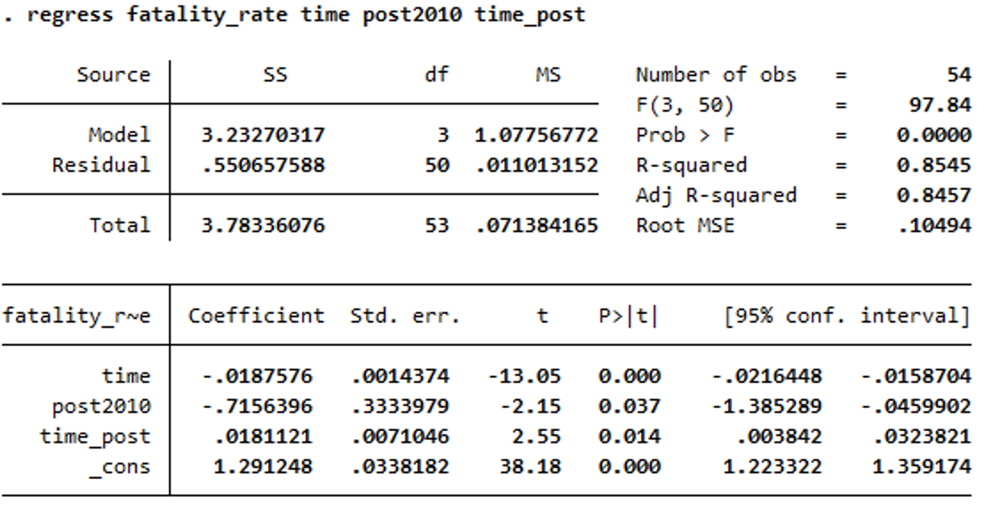 . regress fatality_rate time post2010 time_post
Source SS df MS Number of obs = 54
F(3, 50) = 97.84
Model 3.23270317 3 1.07756772 Prob > F = 0.0000
Residual .550657588 50 .011013152 R-squared = 0.8545
Adj R-squared = 0.8457
Total 3.78336076 53 .071384165 Root MSE = .10494
fatality_r~e Coefficient Std. err. t P>|t| [95% conf. interval]
time -.0187576 .0014374 -13.05 0.000 -.0216448 -.0158704
post2010 -.7156396 .3333979 -2.15 0.037 -1.385289 -.0459902
time_post .0181121 .0071046 2.55 0.014 .003842 .0323821
_cons 1.291248 .0338182 38.18 0.000 1.223322 1.359174